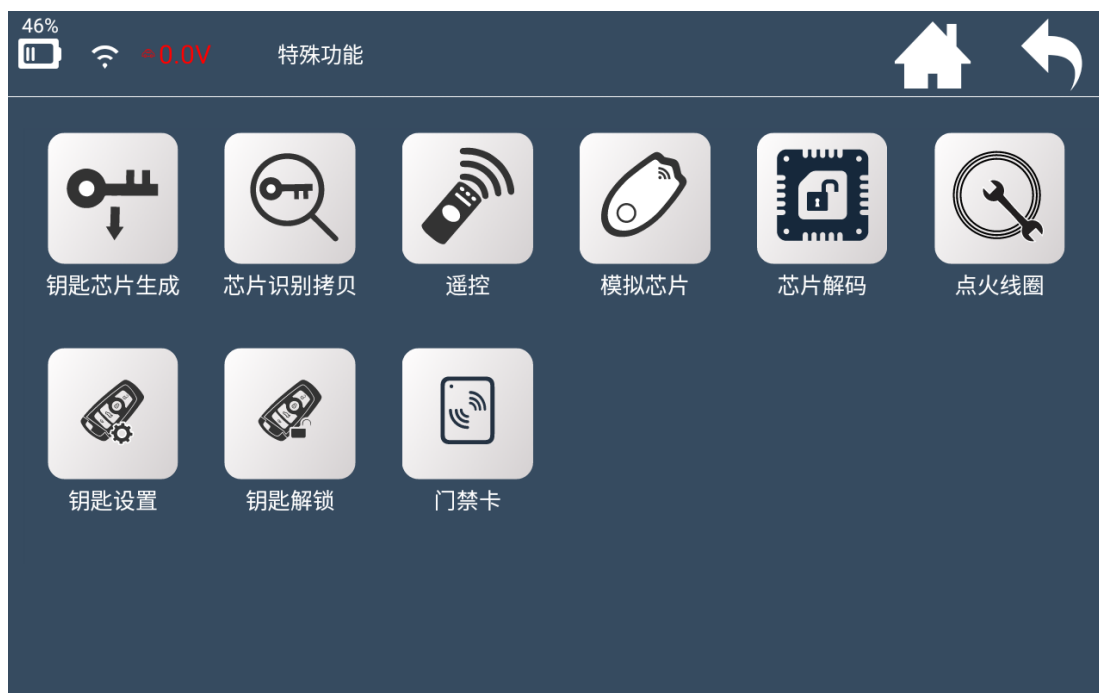 46%
0.0V
特殊功能
钥匙芯片生成
芯片识别拷贝
遥控
模拟芯片
芯片解码
点火线圈
钥匙设置
钥匙解锁
门禁卡